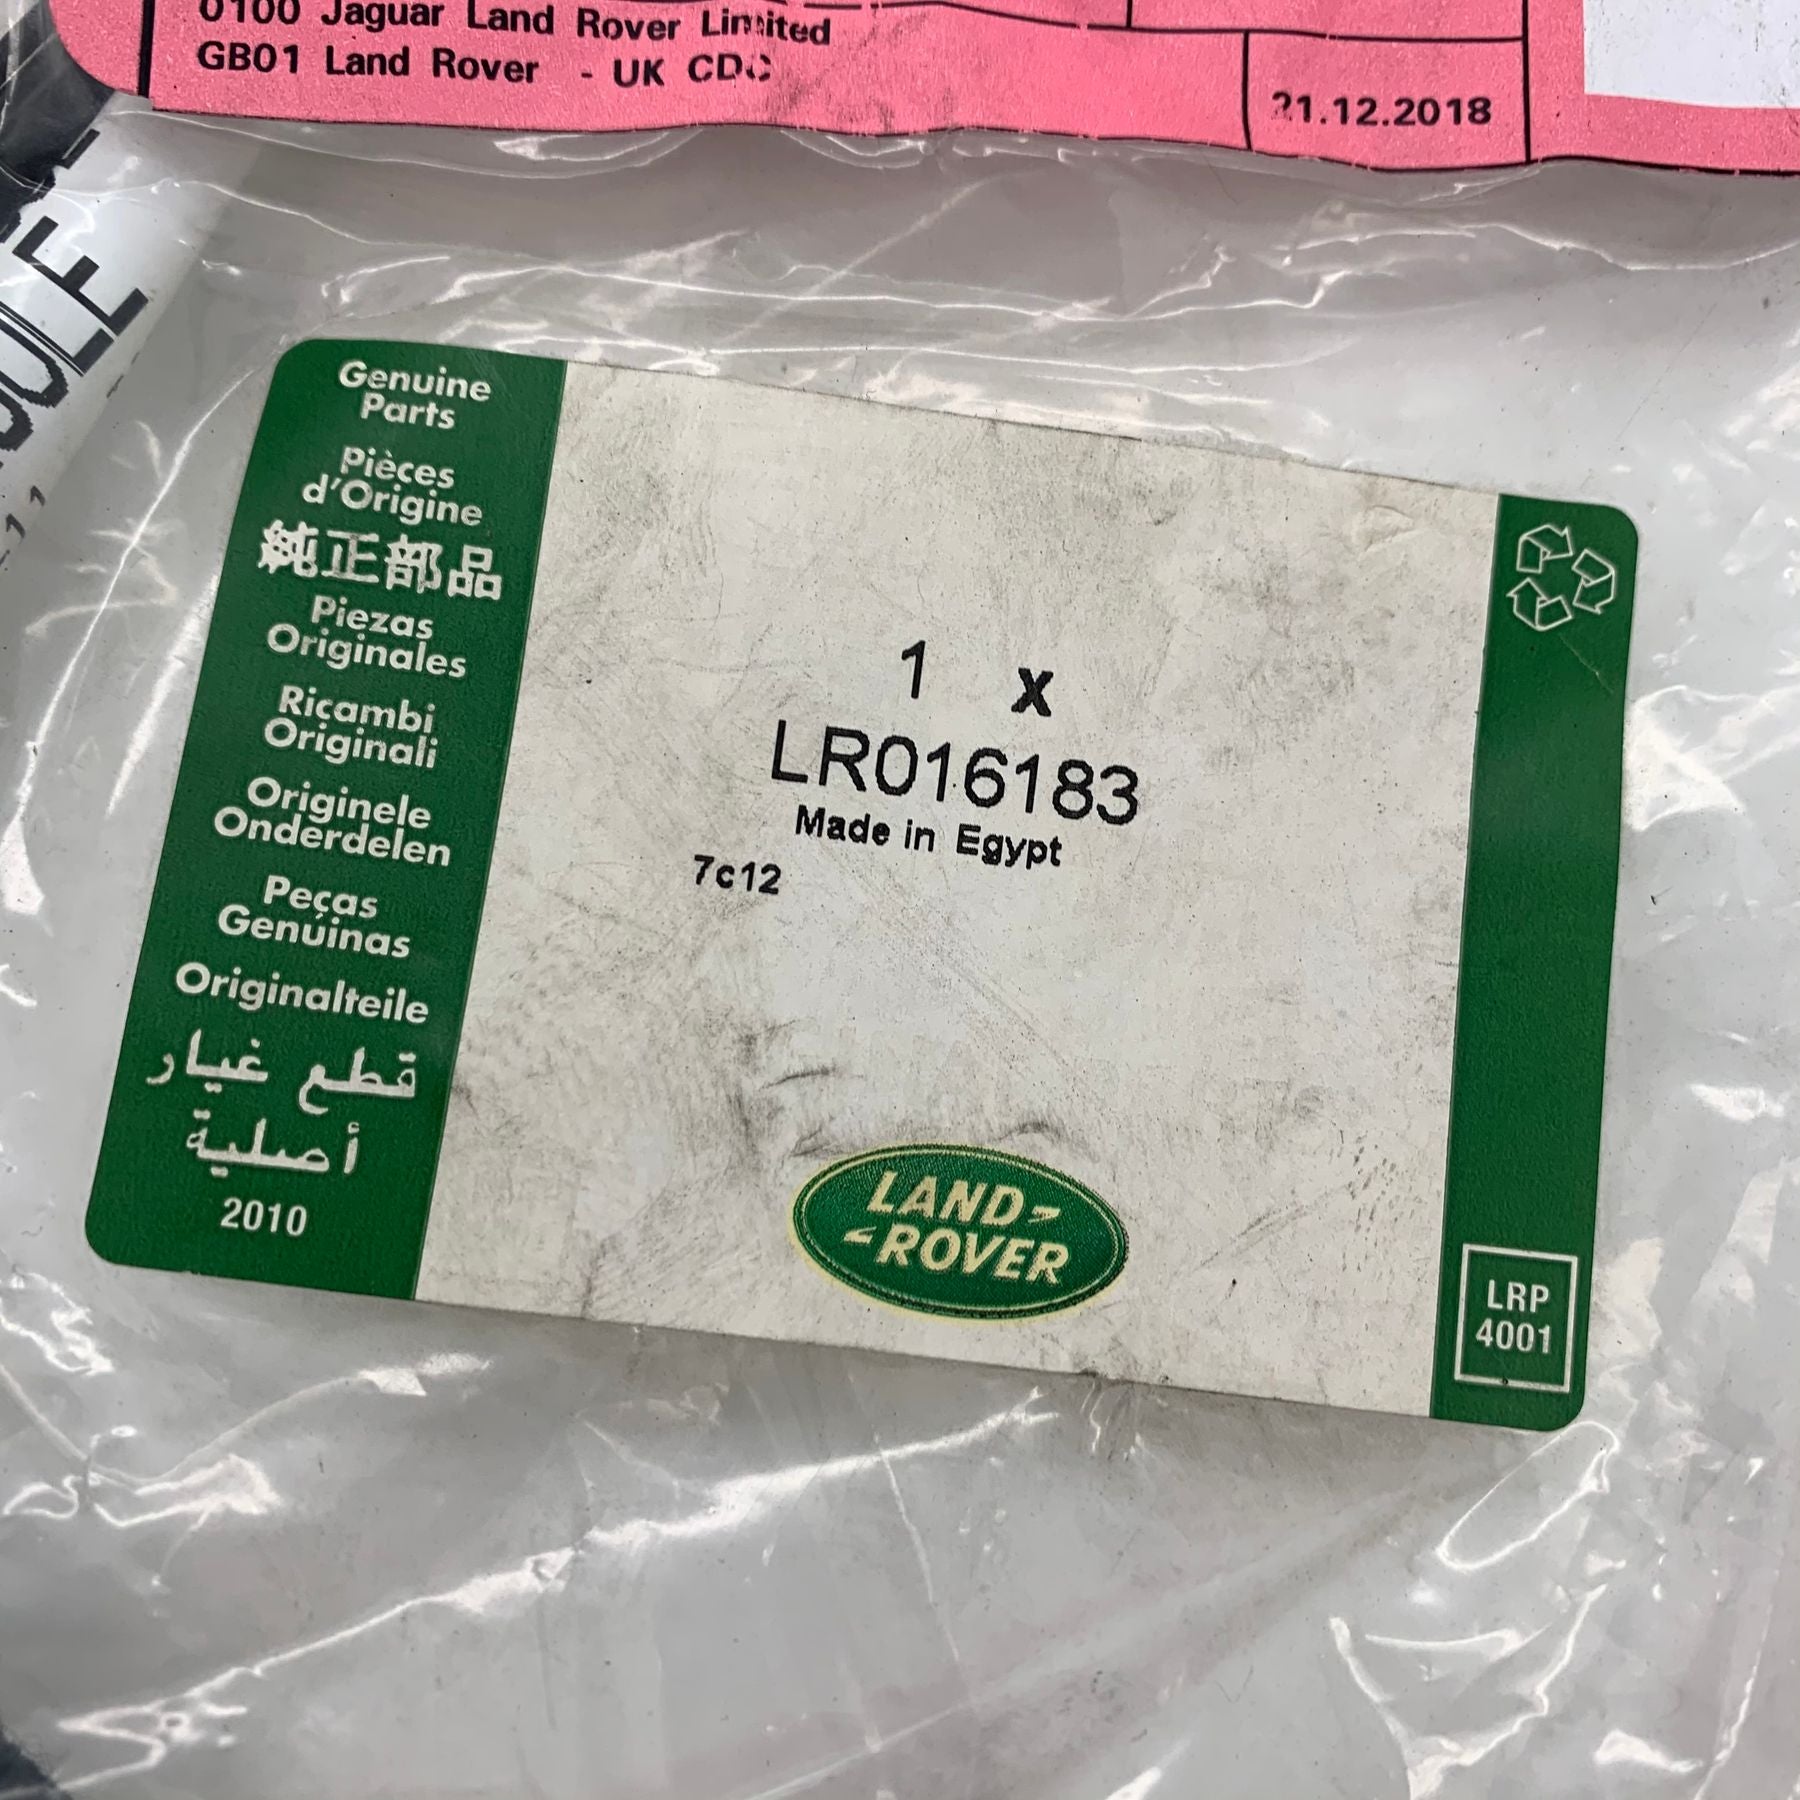 0100 Jaguar Land Rover Limited
GB01 Land Rover - UK CDC
21.12.2018
Genuine
Parts
Pièces
d'Origine
純正部品
Piezas
Originales
Ricambi
Originali
Originele
Onderdelen
Peças
Genúinas
Originalteile
قطع غيار
أصلية
2010
1 x
LR016183
Made in Egypt
7c12
LAND-
-ROVER
LRP
4001